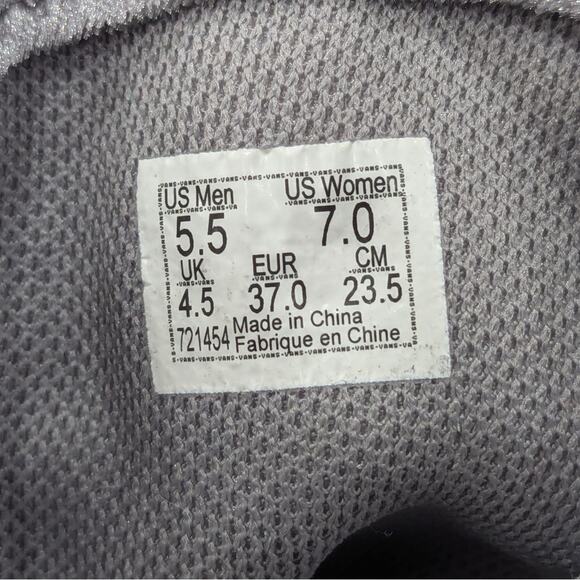 US Men US Women
5.5 7.0
UK EUR CM
4.5 37.0 23.5
721454 Made in China
Fabrique en Chine